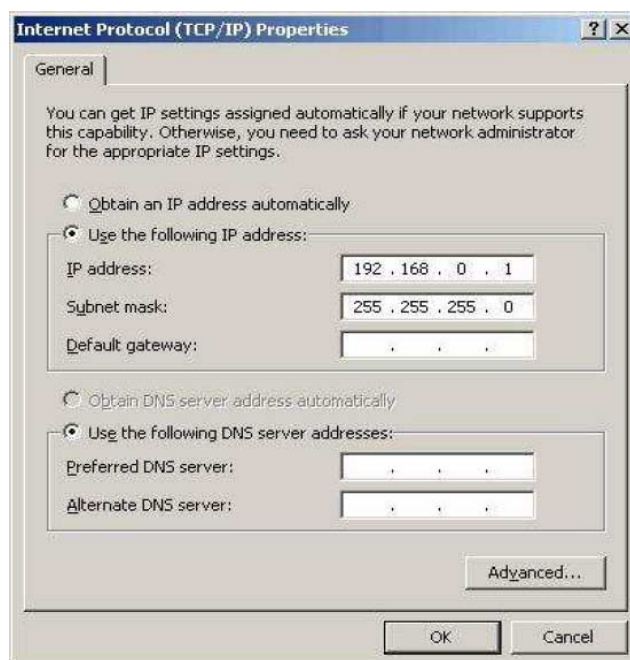 Internet Protocol (TCP/IP) Properties
General
You can get IP settings assigned automatically if your network supports
this capability. Otherwise, you need to ask your network administrator
for the appropriate IP settings.
Obtain an IP address automatically
Use the following IP address:
IP address: 192 . 168 . 0 . 1
Subnet mask: 255 . 255 . 255 . 0
Default gateway: . . .
Obtain DNS server address automatically
Use the following DNS server addresses:
Preferred DNS server: . . .
Alternate DNS server: . . .
Advanced...
OK Cancel